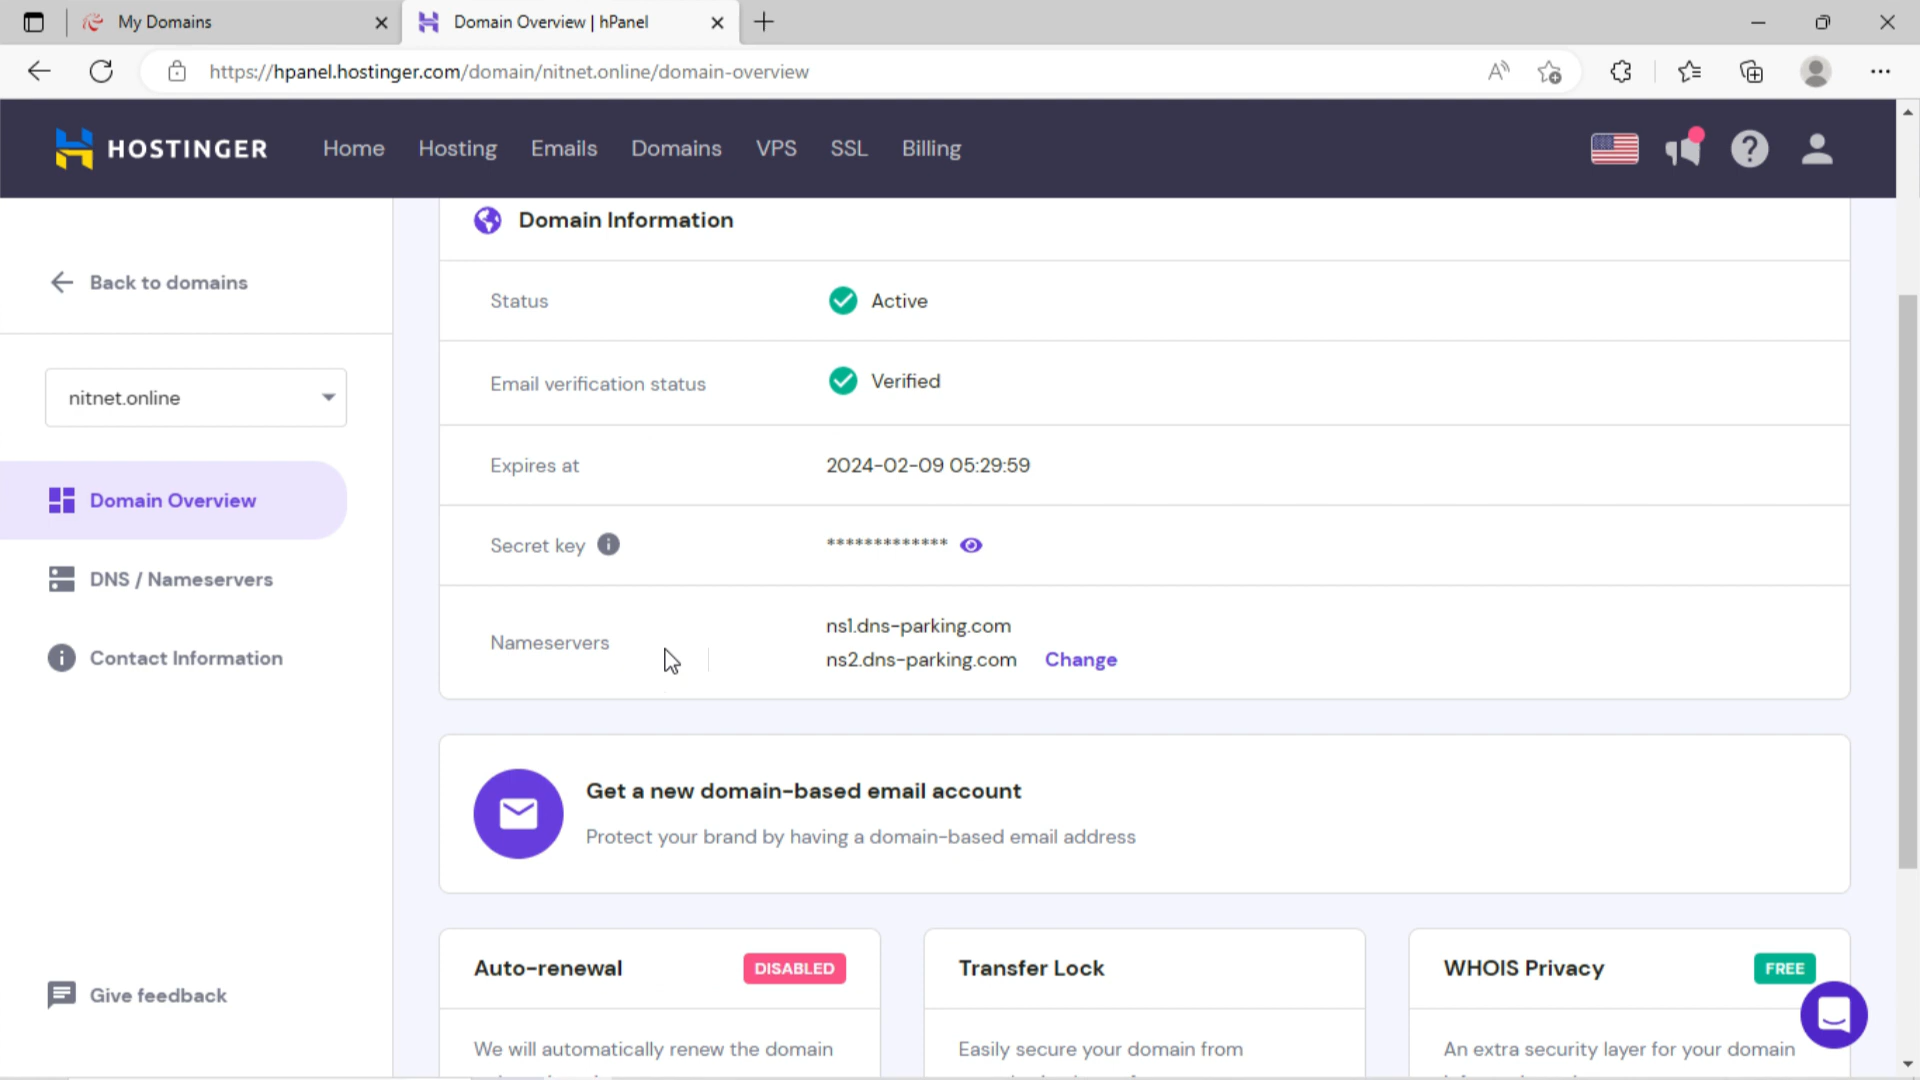 My Domains
Domain Overview | hPanel
https://hpanel.hostinger.com/domain/nitnet.online/domain-overview
HOSTINGER
Home
Hosting
Emails
Domains
VPS
SSL
Billing
Back to domains
nitnet.online
Domain Overview
DNS / Nameservers
Contact Information
Give feedback
Domain Information
Status
Active
Email verification status
Verified
Expires at
2024-02-09 05:29:59
Secret key
*************
Nameservers
ns1.dns-parking.com
ns2.dns-parking.com Change
Get a new domain-based email account
Protect your brand by having a domain-based email address
Auto-renewal
DISABLED
We will automatically renew the domain
Transfer Lock
Easily secure your domain from
WHOIS Privacy
FREE
An extra security layer for your domain